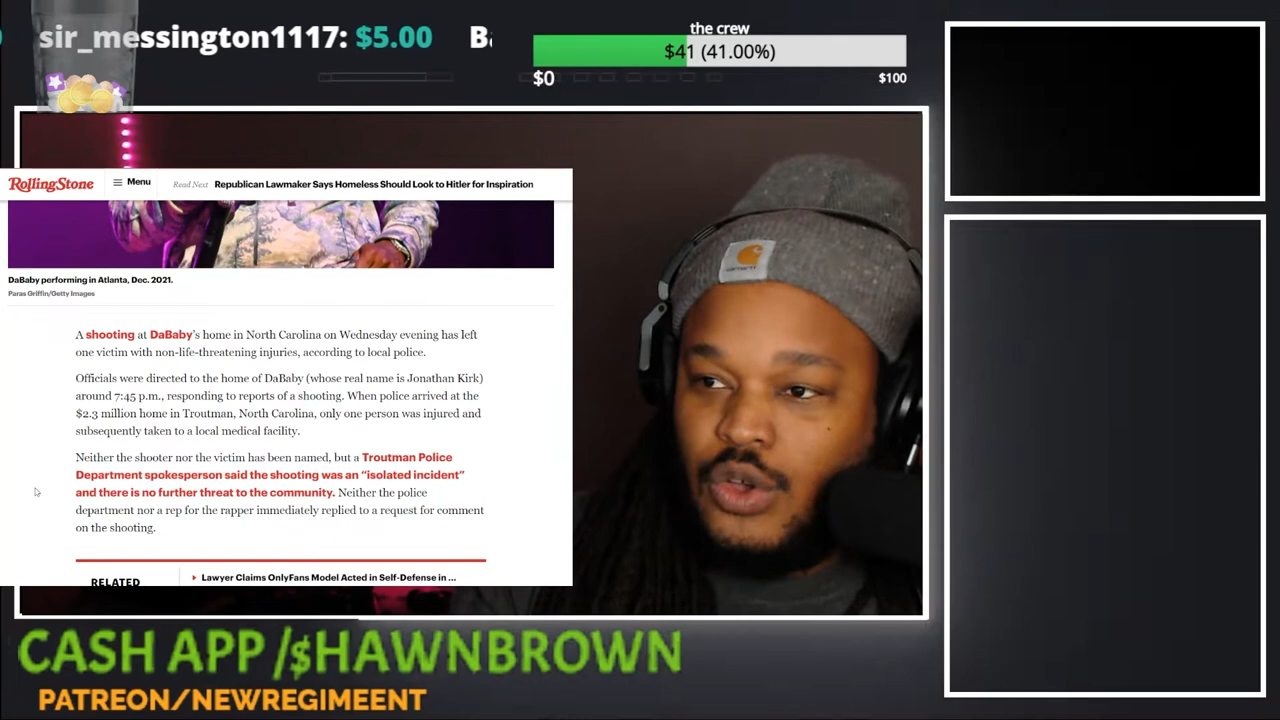 sir_messington1117: $5.00
the crew
$41 (41.00%)
$0
$100
RollingStone
Menu
Read Next
Republican Lawmaker Says Homeless Should Look to Hitler for Inspiration
DaBaby performing in Atlanta, Dec. 2021.
Paras Griffin/Getty Images
A shooting at DaBaby's home in North Carolina on Wednesday evening has left
one victim with non-life-threatening injuries, according to local police.
Officials were directed to the home of DaBaby (whose real name is Jonathan Kirk)
around 7:45 p.m., responding to reports of a shooting. When police arrived at the
$2.3 million home in Troutman, North Carolina, only one person was injured and
subsequently taken to a local medical facility.
Neither the shooter nor the victim has been named, but a Troutman Police
Department spokesperson said the shooting was an “isolated incident”
and there is no further threat to the community. Neither the police
department nor a rep for the rapper immediately replied to a request for comment
on the shooting.
RELATED
Lawyer Claims OnlyFans Model Acted in Self-Defense in ...
carhartt
CASH APP /$HAWNBROWN
PATREON/NEWREGIMEENT